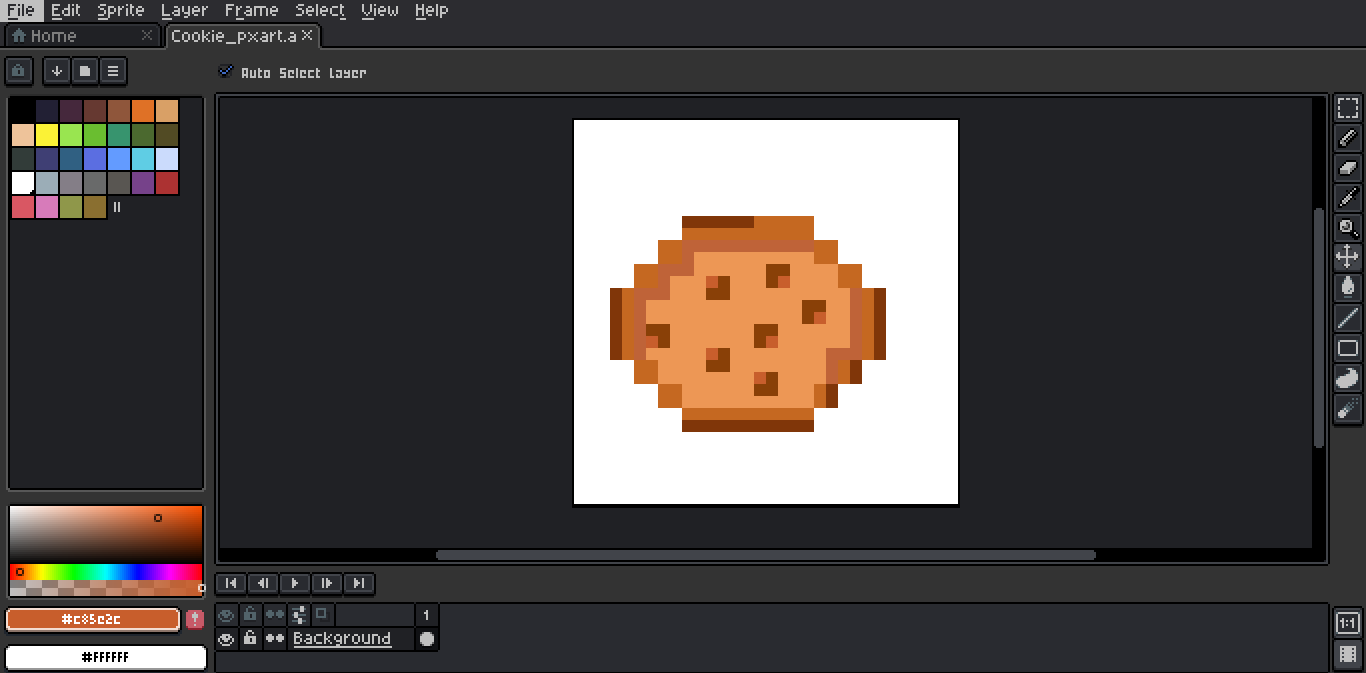 File Edit Sprite Layer Frame Select View Help
Home Cookie_pxart.a
Auto Select Layer
#c85e2c
#FFFFFF
1
Background
1:1